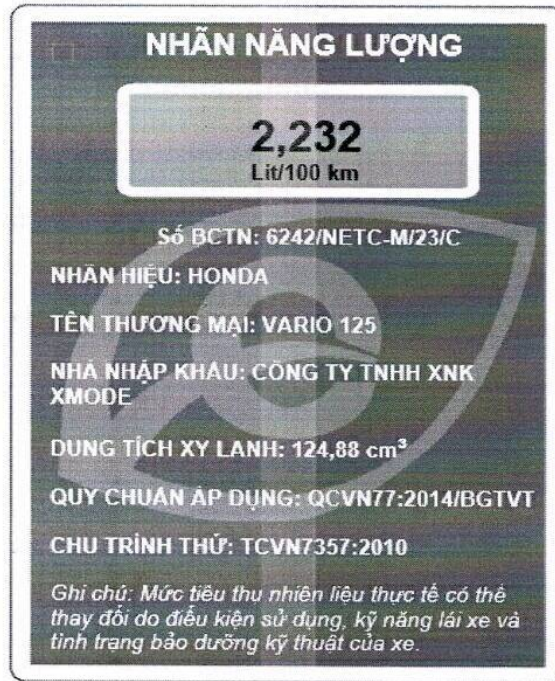 NHÃN NĂNG LƯỢNG
2,232
Lit/100 km
Số BCTN: 6242/NETC-M/23/C
NHÃN HIỆU: HONDA
TÊN THƯƠNG MẠI: VARIO 125
NHÀ NHẬP KHẨU: CÔNG TY TNHH XNK
XMODE
DUNG TÍCH XY LANH: 124,88 cm³
QUY CHUẨN ÁP DỤNG: QCVN77:2014/BGTVT
CHU TRÌNH THỬ: TCVN7357:2010
Ghi chú: Mức tiêu thụ nhiên liệu thực tế có thể
thay đổi do điều kiện sử dụng, kỹ năng lái xe và
tình trạng bảo dưỡng kỹ thuật của xe.